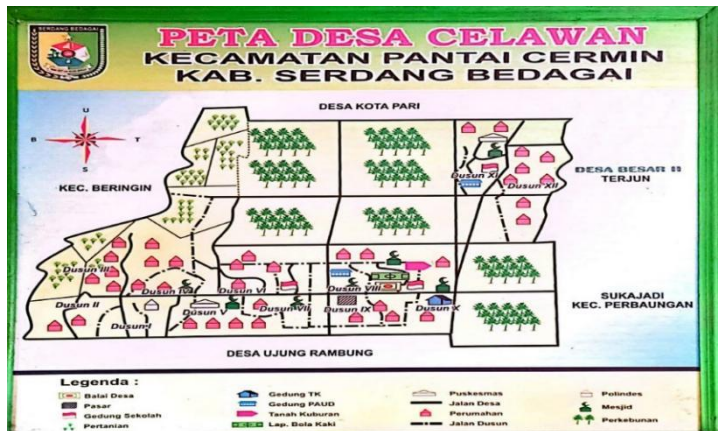 SERDANG BEDAGAI
PETA DESA CELAWAN
KECAMATAN PANTAI CERMIN
KAB. SERDANG BEDAGAI
U
B
T
S
DESA KOTA PARI
KEC. BERINGIN
DESA BESAR II
TERJUN
Dusun XI
Dusun XII
Dusun III
Dusun IV
Dusun VI
Dusun VIII
Dusun II
Dusun I
Dusun V
Dusun VII
Dusun IX
Dusun X
SUKAJADI
KEC. PERBAUNGAN
DESA UJUNG RAMBUNG
Legenda :
Balai Desa
Pasar
Gedung Sekolah
Pertanian
Gedung TK
Gedung PAUD
Tanah Kuburan
Lap. Bola Kaki
Puskesmas
Jalan Desa
Perumahan
Jalan Dusun
Polindes
Mesjid
Perkebunan